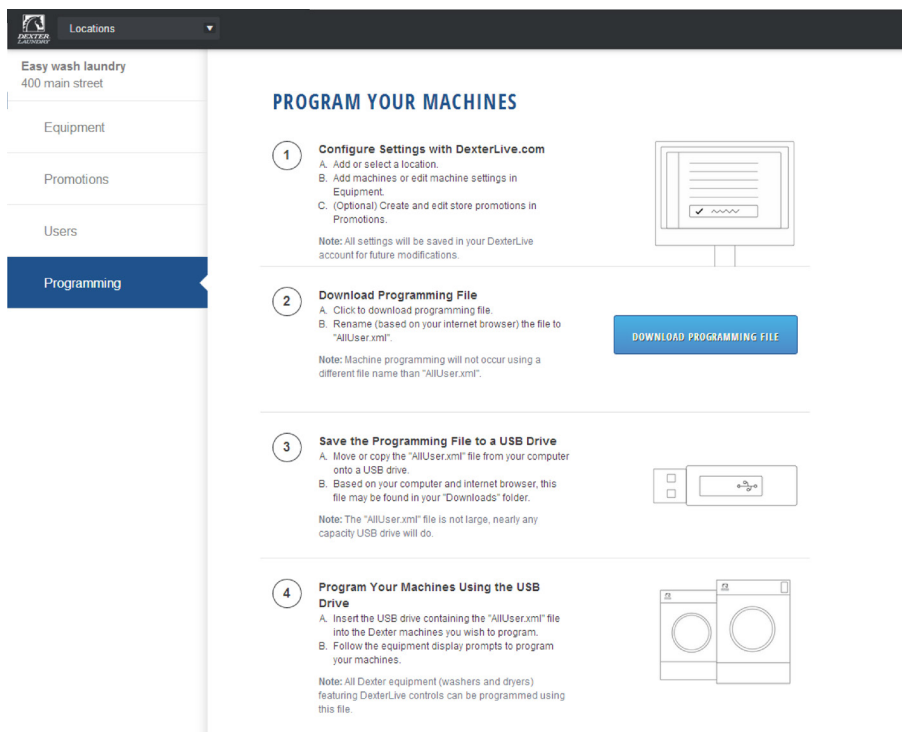 DEXTER
LAUNDRY
Locations
Easy wash laundry
400 main street
Equipment
Promotions
Users
Programming
PROGRAM YOUR MACHINES
1
Configure Settings with DexterLive.com
A. Add or select a location.
B. Add machines or edit machine settings in
Equipment.
C. (Optional) Create and edit store promotions in
Promotions.
Note: All settings will be saved in your DexterLive
account for future modifications.
2
Download Programming File
A. Click to download programming file.
B. Rename (based on your internet browser) the file to
"AllUser.xml".
Note: Machine programming will not occur using a
different file name than "AllUser.xml".
DOWNLOAD PROGRAMMING FILE
3
Save the Programming File to a USB Drive
A. Move or copy the "AllUser.xml" file from your computer
onto a USB drive.
B. Based on your computer and internet browser, this
file may be found in your "Downloads" folder.
Note: The "AllUser.xml" file is not large, nearly any
capacity USB drive will do.
4
Program Your Machines Using the USB
Drive
A. Insert the USB drive containing the "AllUser.xml" file
into the Dexter machines you wish to program.
B. Follow the equipment display prompts to program
your machines.
Note: All Dexter equipment (washers and dryers)
featuring DexterLive controls can be programmed using
this file.